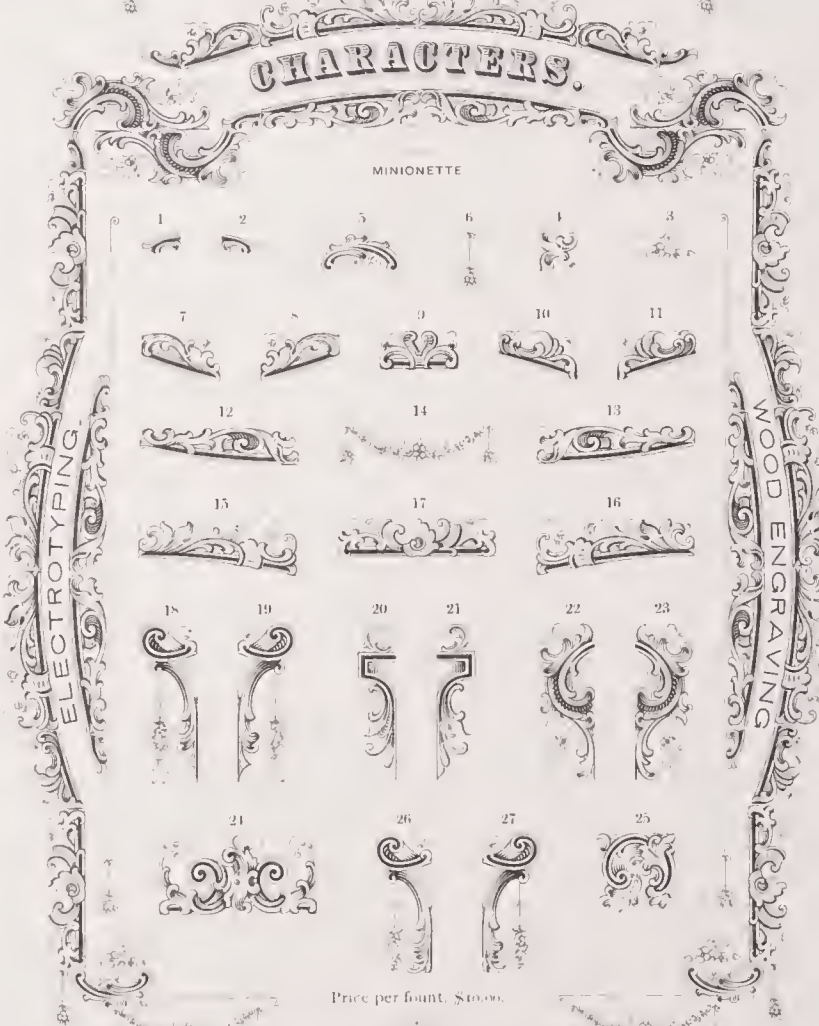 CHARACTERS.
MINIONETTE
1 2 5 6 4 3
7 8 9 10 11
12 14 13
15 17 16
18 19 20 21 22 23
24 26 27 25
ELECTROTYPING.
WOOD ENGRAVING
Price per fount, $10.00.